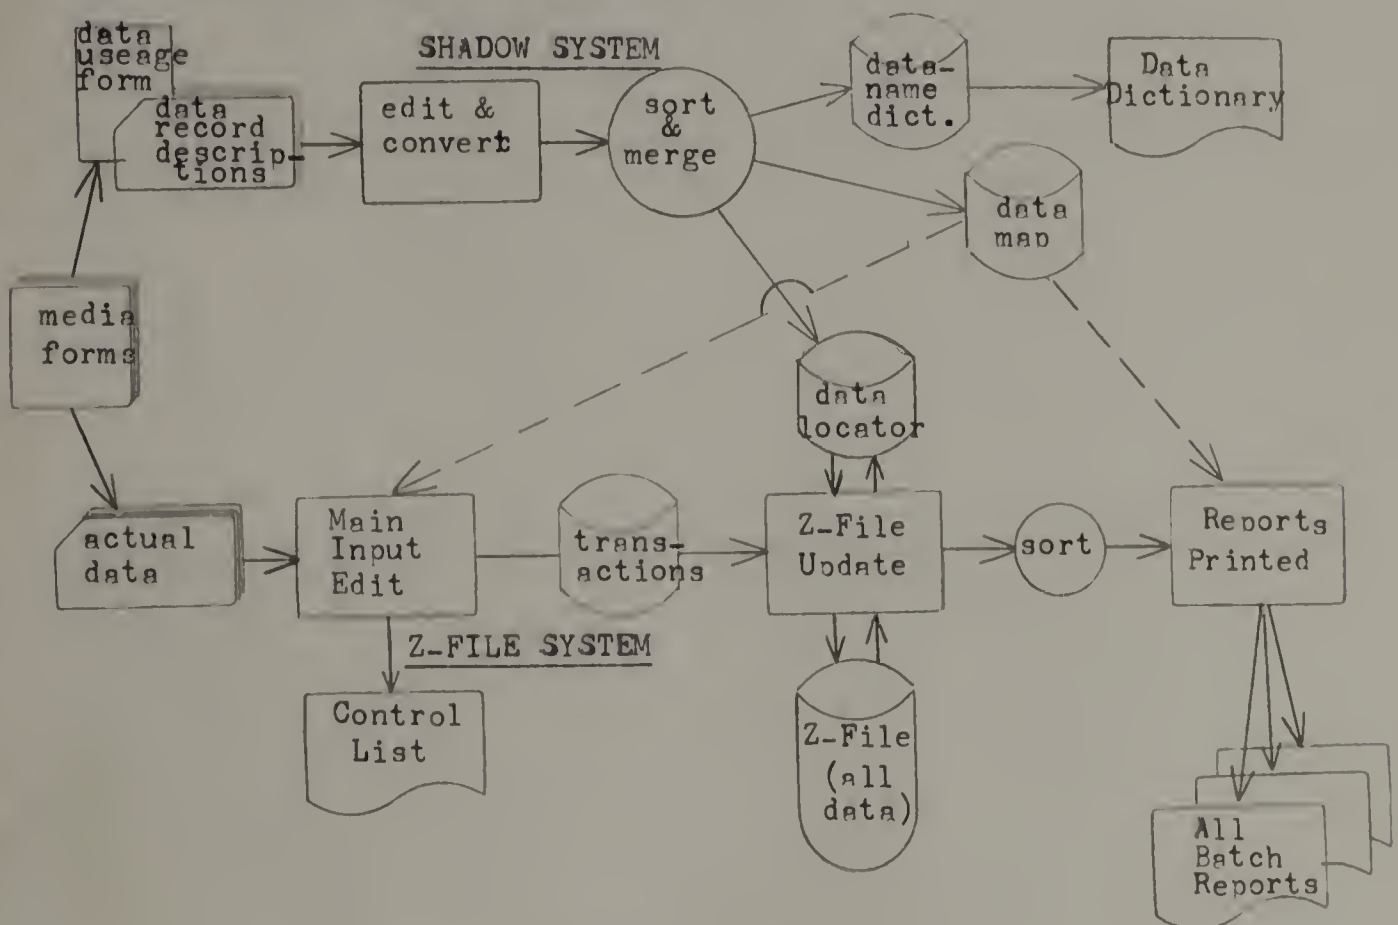 data
useage
form
data
record
descrip-
tions
SHADOW SYSTEM
edit &
convert
sort
&
merge
data-
name
dict.
Data
Dictionary
data
map
media
forms
data
locator
actual
data
Main
Input
Edit
trans-
actions
Z-File
Update
sort
Reports
Printed
Z-FILE SYSTEM
Control
List
Z-File
(all
data)
All
Batch
Reports